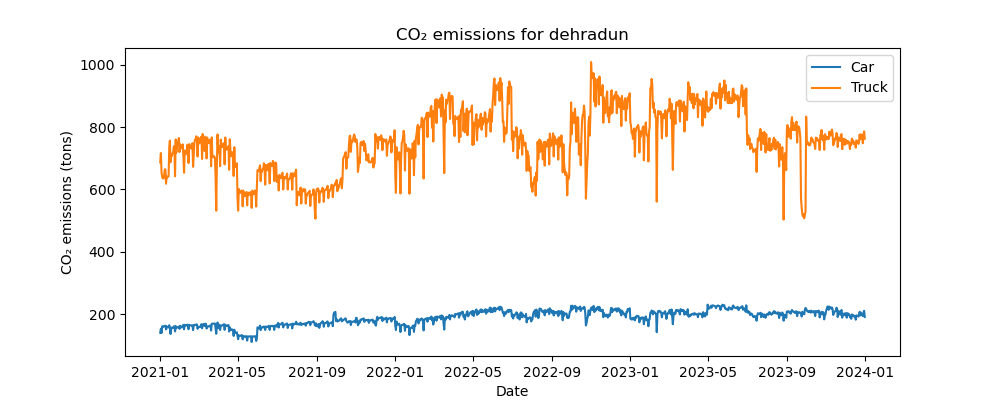 CO₂ emissions for dehradun
Car
Truck
CO₂ emissions (tons)
1000
800
600
400
200
2021-01 2021-05 2021-09 2022-01 2022-05 2022-09 2023-01 2023-05 2023-09 2024-01
Date